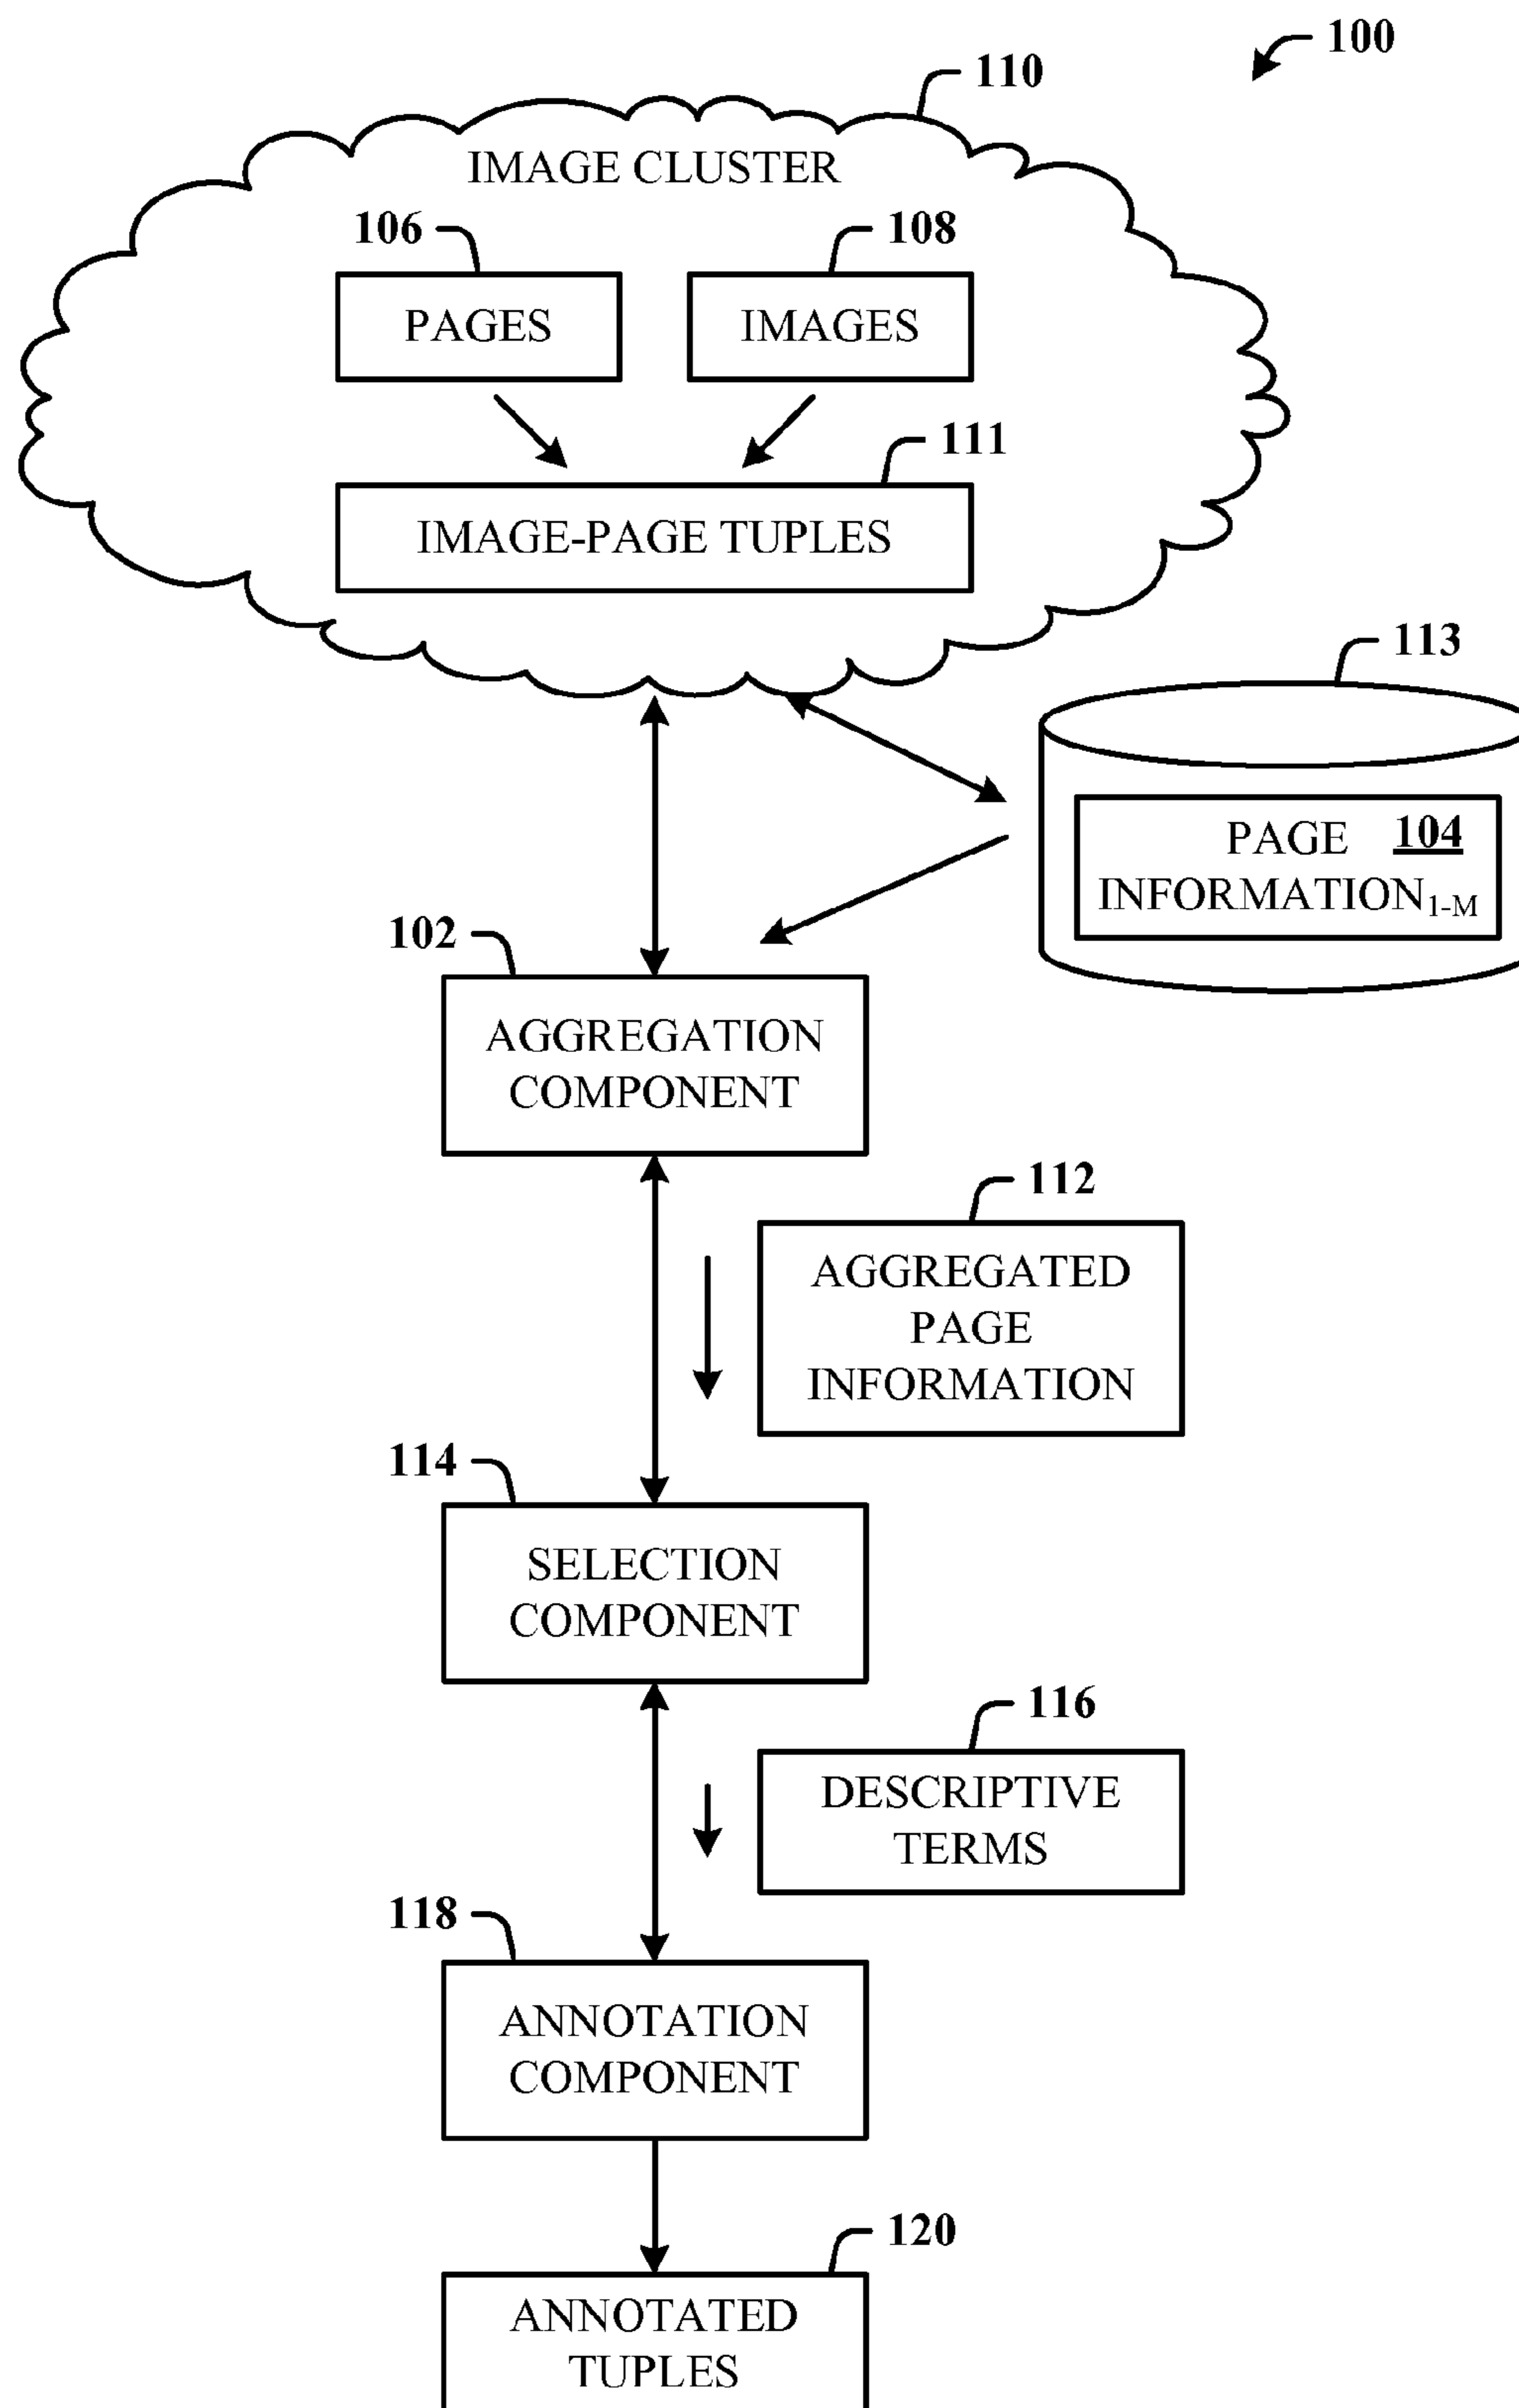 100
110
IMAGE CLUSTER
106
108
PAGES
IMAGES
111
IMAGE-PAGE TUPLES
113
PAGE 104
INFORMATION1-M
102
AGGREGATION
COMPONENT
112
AGGREGATED
PAGE
INFORMATION
114
SELECTION
COMPONENT
116
DESCRIPTIVE
TERMS
118
ANNOTATION
COMPONENT
120
ANNOTATED
TUPLES